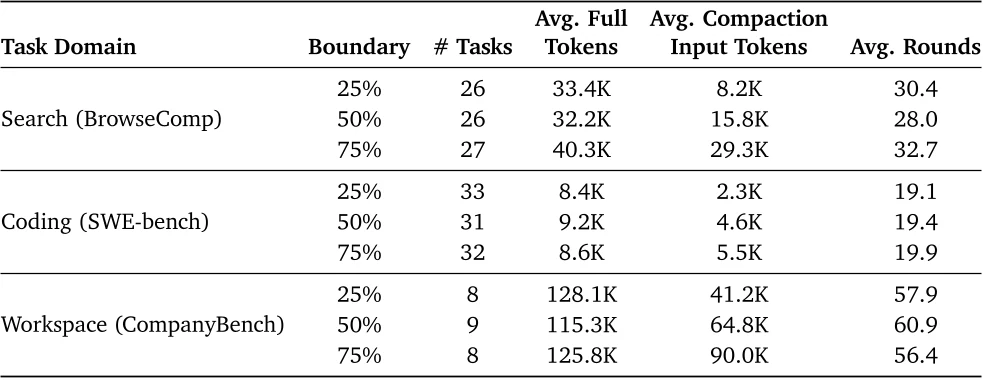 Task Domain Boundary # Tasks Avg. Full Tokens Avg. Compaction Input Tokens Avg. Rounds
Search (BrowseComp) 25% 26 33.4K 8.2K 30.4
50% 26 32.2K 15.8K 28.0
75% 27 40.3K 29.3K 32.7
Coding (SWE-bench) 25% 33 8.4K 2.3K 19.1
50% 31 9.2K 4.6K 19.4
75% 32 8.6K 5.5K 19.9
Workspace (CompanyBench) 25% 8 128.1K 41.2K 57.9
50% 9 115.3K 64.8K 60.9
75% 8 125.8K 90.0K 56.4